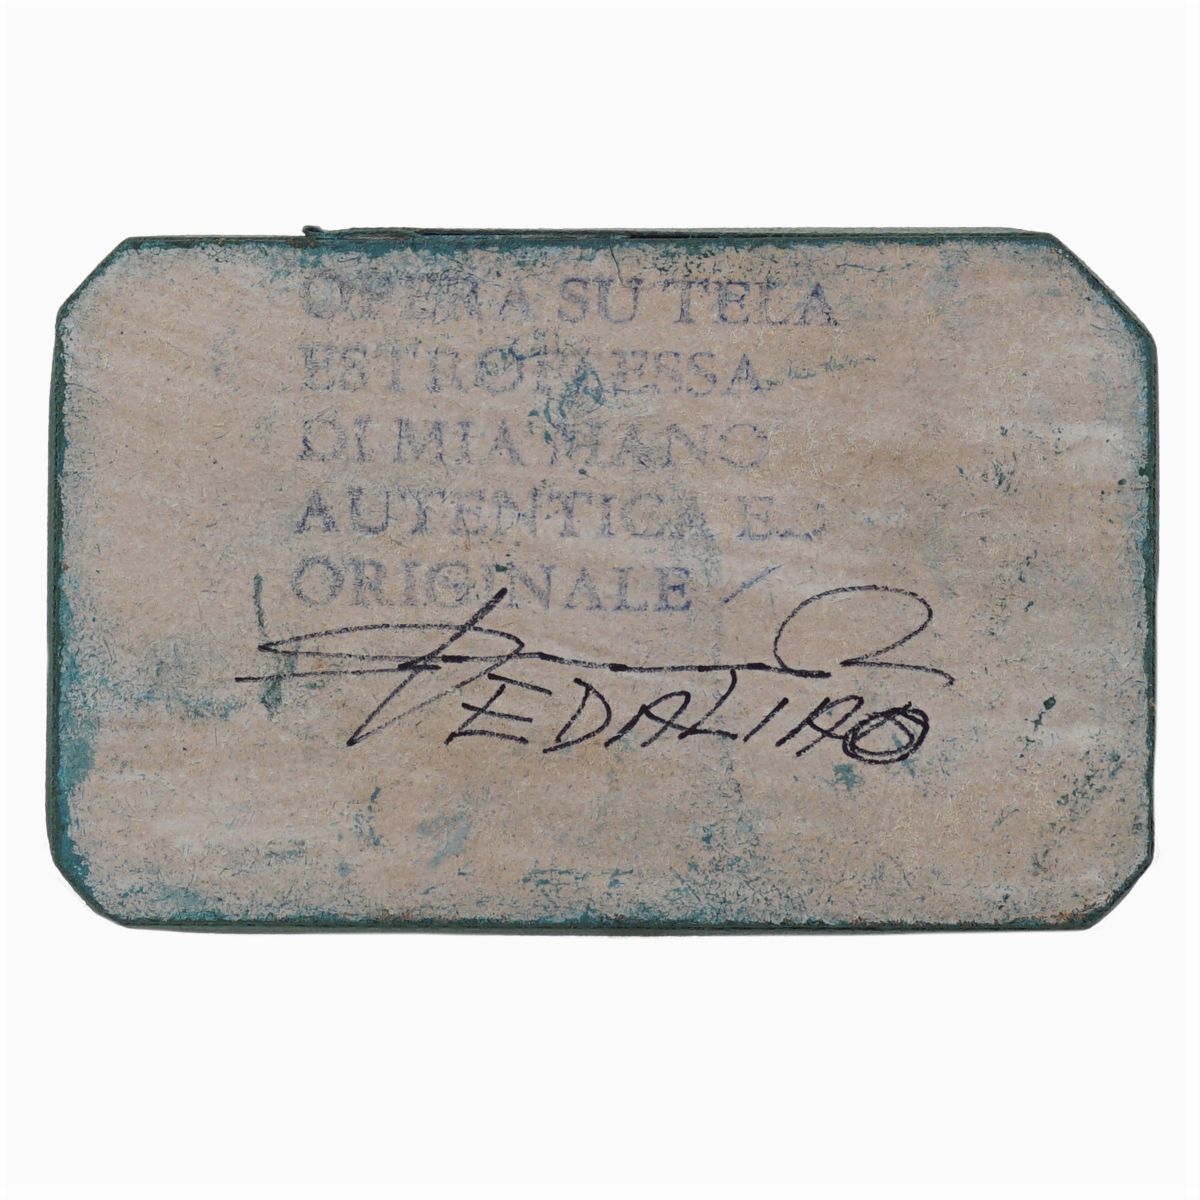 OPERA SU TELA
ESTROFLESSA
DI MIA MANO
AUTENTICA ED
ORIGINALE